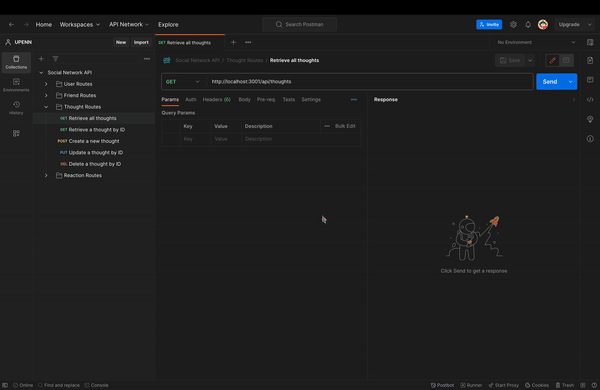 Home Workspaces API Network Explore Search Postman Invite Upgrade
UPENN New Import GET Retrieve all thoughts No Environment
Collections
Environments
History
Social Network API
User Routes
Friend Routes
Thought Routes
GET Retrieve all thoughts
GET Retrieve a thought by ID
POST Create a new thought
PUT Update a thought by ID
DEL Delete a thought by ID
Reaction Routes
Social Network API / Thought Routes / Retrieve all thoughts Save
GET http://localhost:3001/api/thoughts Send
Params Auth Headers (6) Body Pre-req. Tests Settings
Query Params
Key Value Description Bulk Edit
Key Value Description
Response
Click Send to get a response
Online Find and replace Console Postbot Runner Start Proxy Cookies Trash